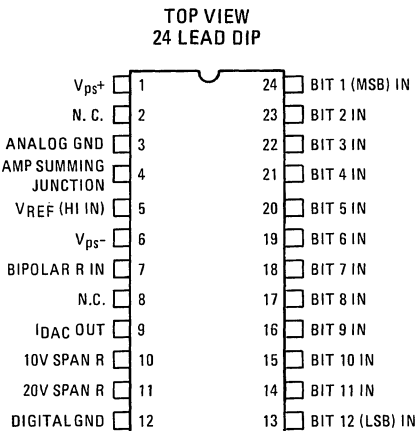 TOP VIEW
24 LEAD DIP
Vps+ 1 24 BIT 1 (MSB) IN
N. C. 2 23 BIT 2 IN
ANALOG GND 3 22 BIT 3 IN
AMP SUMMING
JUNCTION 4 21 BIT 4 IN
VREF (HI IN) 5 20 BIT 5 IN
Vps- 6 19 BIT 6 IN
BIPOLAR R IN 7 18 BIT 7 IN
N.C. 8 17 BIT 8 IN
IDAC OUT 9 16 BIT 9 IN
10V SPAN R 10 15 BIT 10 IN
20V SPAN R 11 14 BIT 11 IN
DIGITAL GND 12 13 BIT 12 (LSB) IN